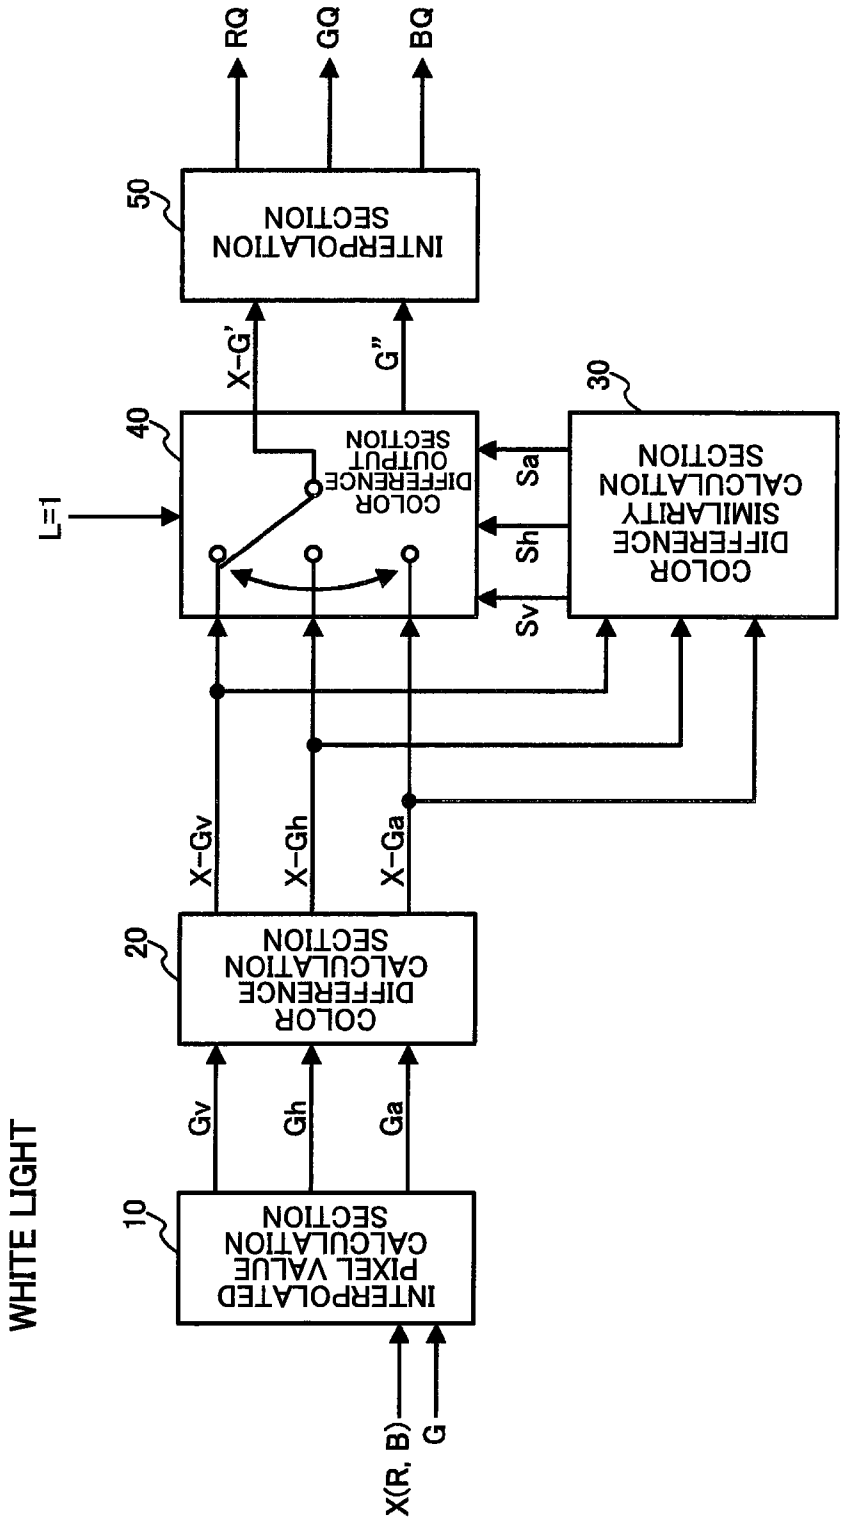 WHITE LIGHT
X(R, B)
G
10
INTERPOLATED
PIXEL VALUE
CALCULATION
SECTION
Gv
Gh
Ga
20
COLOR
DIFFERENCE
CALCULATION
SECTION
X-Gv
X-Gh
X-Ga
L=1
40
COLOR
DIFFERENCE
OUTPUT
SECTION
Sv
Sh
Sa
30
COLOR
DIFFERENCE
SIMILARITY
CALCULATION
SECTION
X-G'
G"
50
INTERPOLATION
SECTION
RQ
GQ
BQ